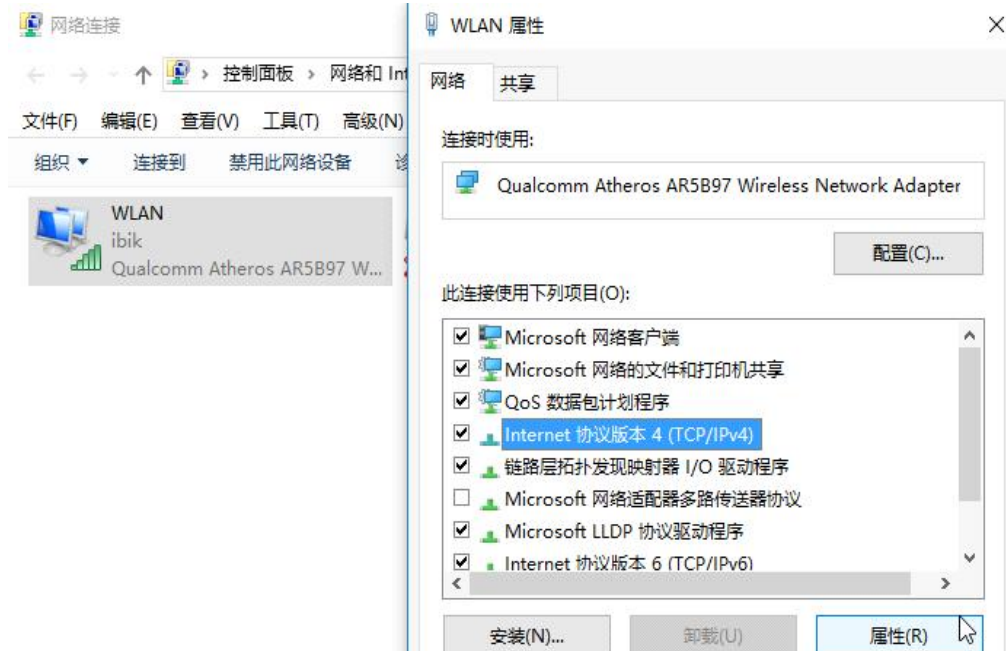 网络连接
控制面板 › 网络和 Int
文件(F) 编辑(E) 查看(V) 工具(T) 高级(N)
组织 连接到 禁用此网络设备
WLAN
ibik
Qualcomm Atheros AR5B97 W...
WLAN 属性
网络 共享
连接时使用:
Qualcomm Atheros AR5B97 Wireless Network Adapter
配置(C)...
此连接使用下列项目(O):
Microsoft 网络客户端
Microsoft 网络的文件和打印机共享
QoS 数据包计划程序
Internet 协议版本 4 (TCP/IPv4)
链路层拓扑发现映射器 I/O 驱动程序
Microsoft 网络适配器多路传送器协议
Microsoft LLDP 协议驱动程序
Internet 协议版本 6 (TCP/IPv6)
安装(N)... 卸载(U) 属性(R)